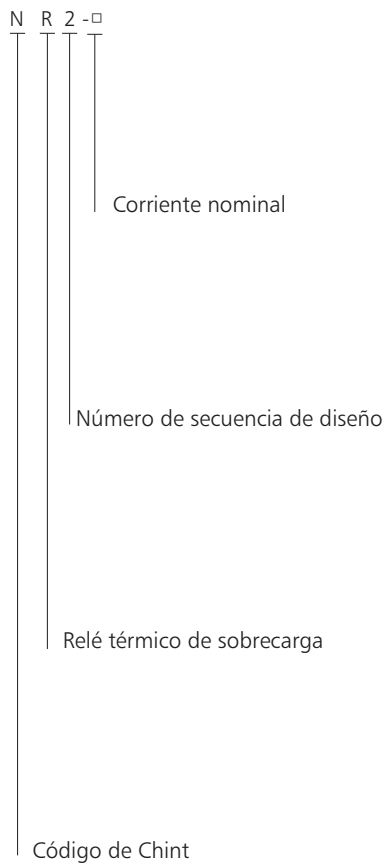 N R 2 -□
Corriente nominal
Número de secuencia de diseño
Relé térmico de sobrecarga
Código de Chint